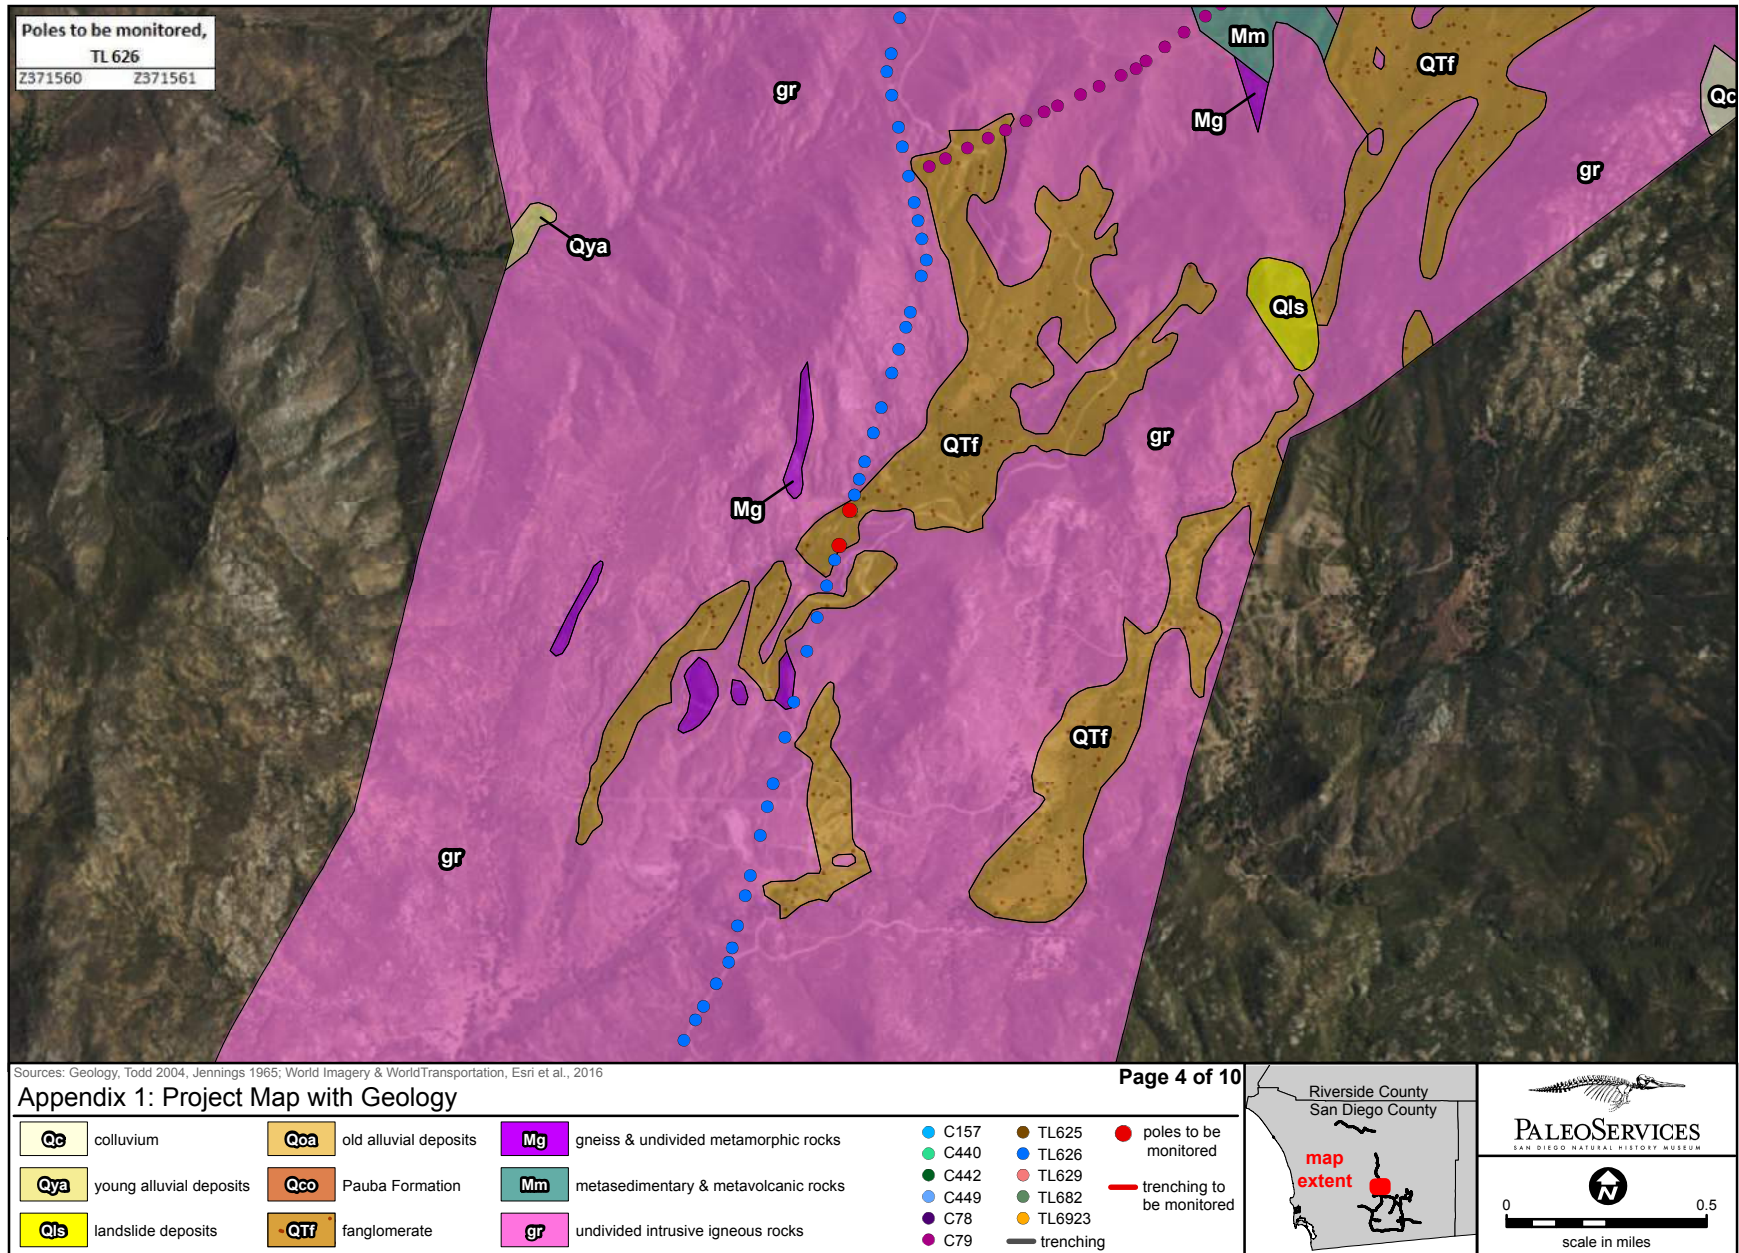 Poles to be monitored,
TL 626
Z371560 Z371561
Mm
QTf
gr
Mg
Qc
gr
Qya
Qls
QTf
gr
Mg
QTf
gr
Sources: Geology, Todd 2004, Jennings 1965; World Imagery & WorldTransportation, Esri et al., 2016
Page 4 of 10
Appendix 1: Project Map with Geology
Qc colluvium
Qya young alluvial deposits
Qls landslide deposits
Qoa old alluvial deposits
Qco Pauba Formation
QTf fanglomerate
Mg gneiss & undivided metamorphic rocks
Mm metasedimentary & metavolcanic rocks
gr undivided intrusive igneous rocks
C157
C440
C442
C449
C78
C79
TL625
TL626
TL629
TL682
TL6923
trenching
poles to be
monitored
trenching to
be monitored
Riverside County
San Diego County
map
extent
PALEOSERVICES
SAN DIEGO NATURAL HISTORY MUSEUM
N
0 0.5
scale in miles